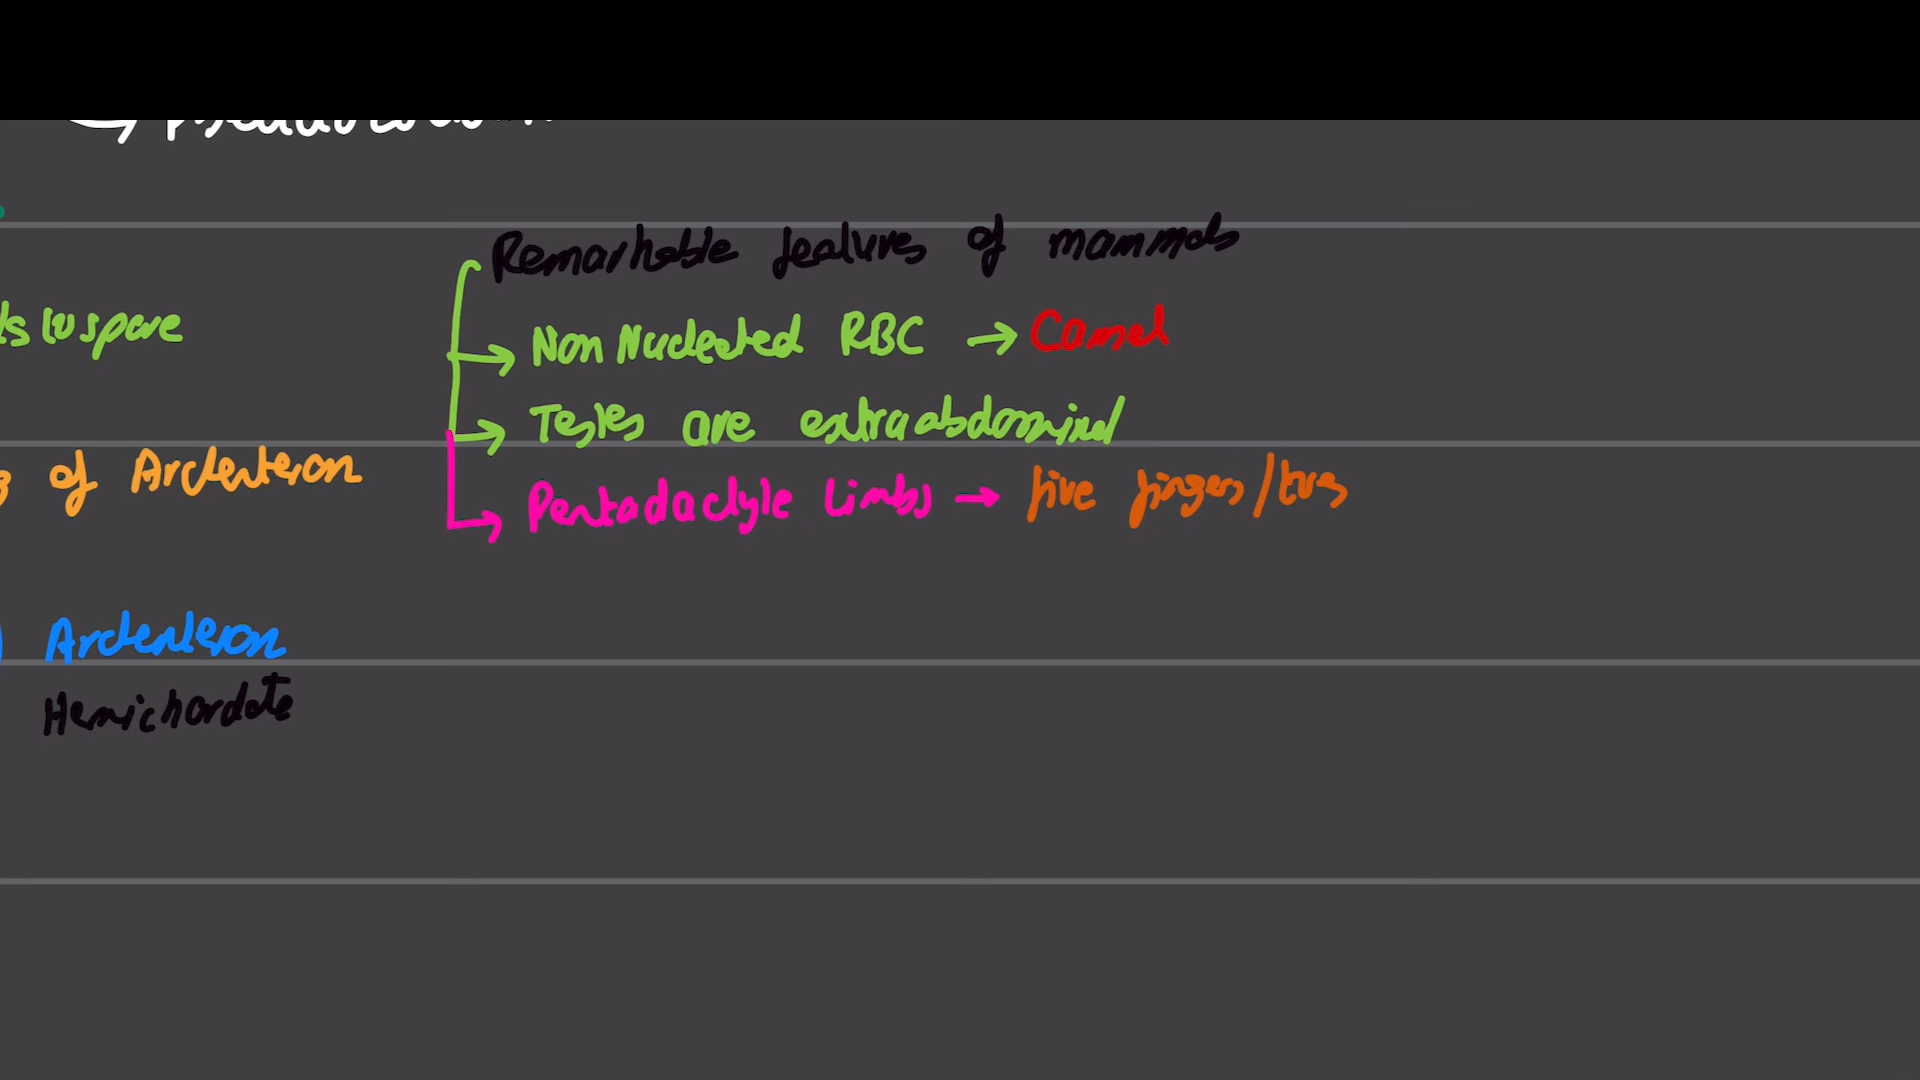 Remarkable features of mammals
Non Nucleated RBC → Camel
Testes are extraabdominal
Pentadactyle Limbs → five fingers/toes
of Archenteron
Archenteron
Hemichordate